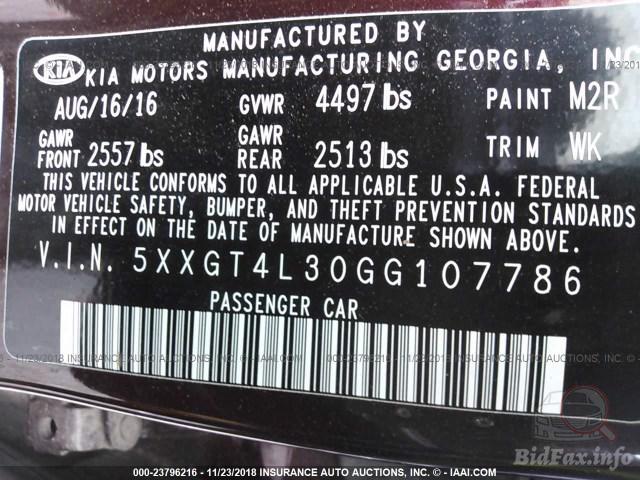 MANUFACTURED BY
KIA KIA MOTORS MANUFACTURING GEORGIA, INC
AUG/16/16 GVWR 4497 lbs PAINT M2R
GAWR FRONT 2557 lbs GAWR REAR 2513 lbs TRIM WK
THIS VEHICLE CONFORMS TO ALL APPLICABLE U.S.A. FEDERAL
MOTOR VEHICLE SAFETY, BUMPER, AND THEFT PREVENTION STANDARDS
IN EFFECT ON THE DATE OF MANUFACTURE SHOWN ABOVE.
V.I.N. 5XXGT4L30GG107786
PASSENGER CAR
BidFax.info
000-23796216 - 11/23/2018 INSURANCE AUTO AUCTIONS, INC. - © IAAI.COM